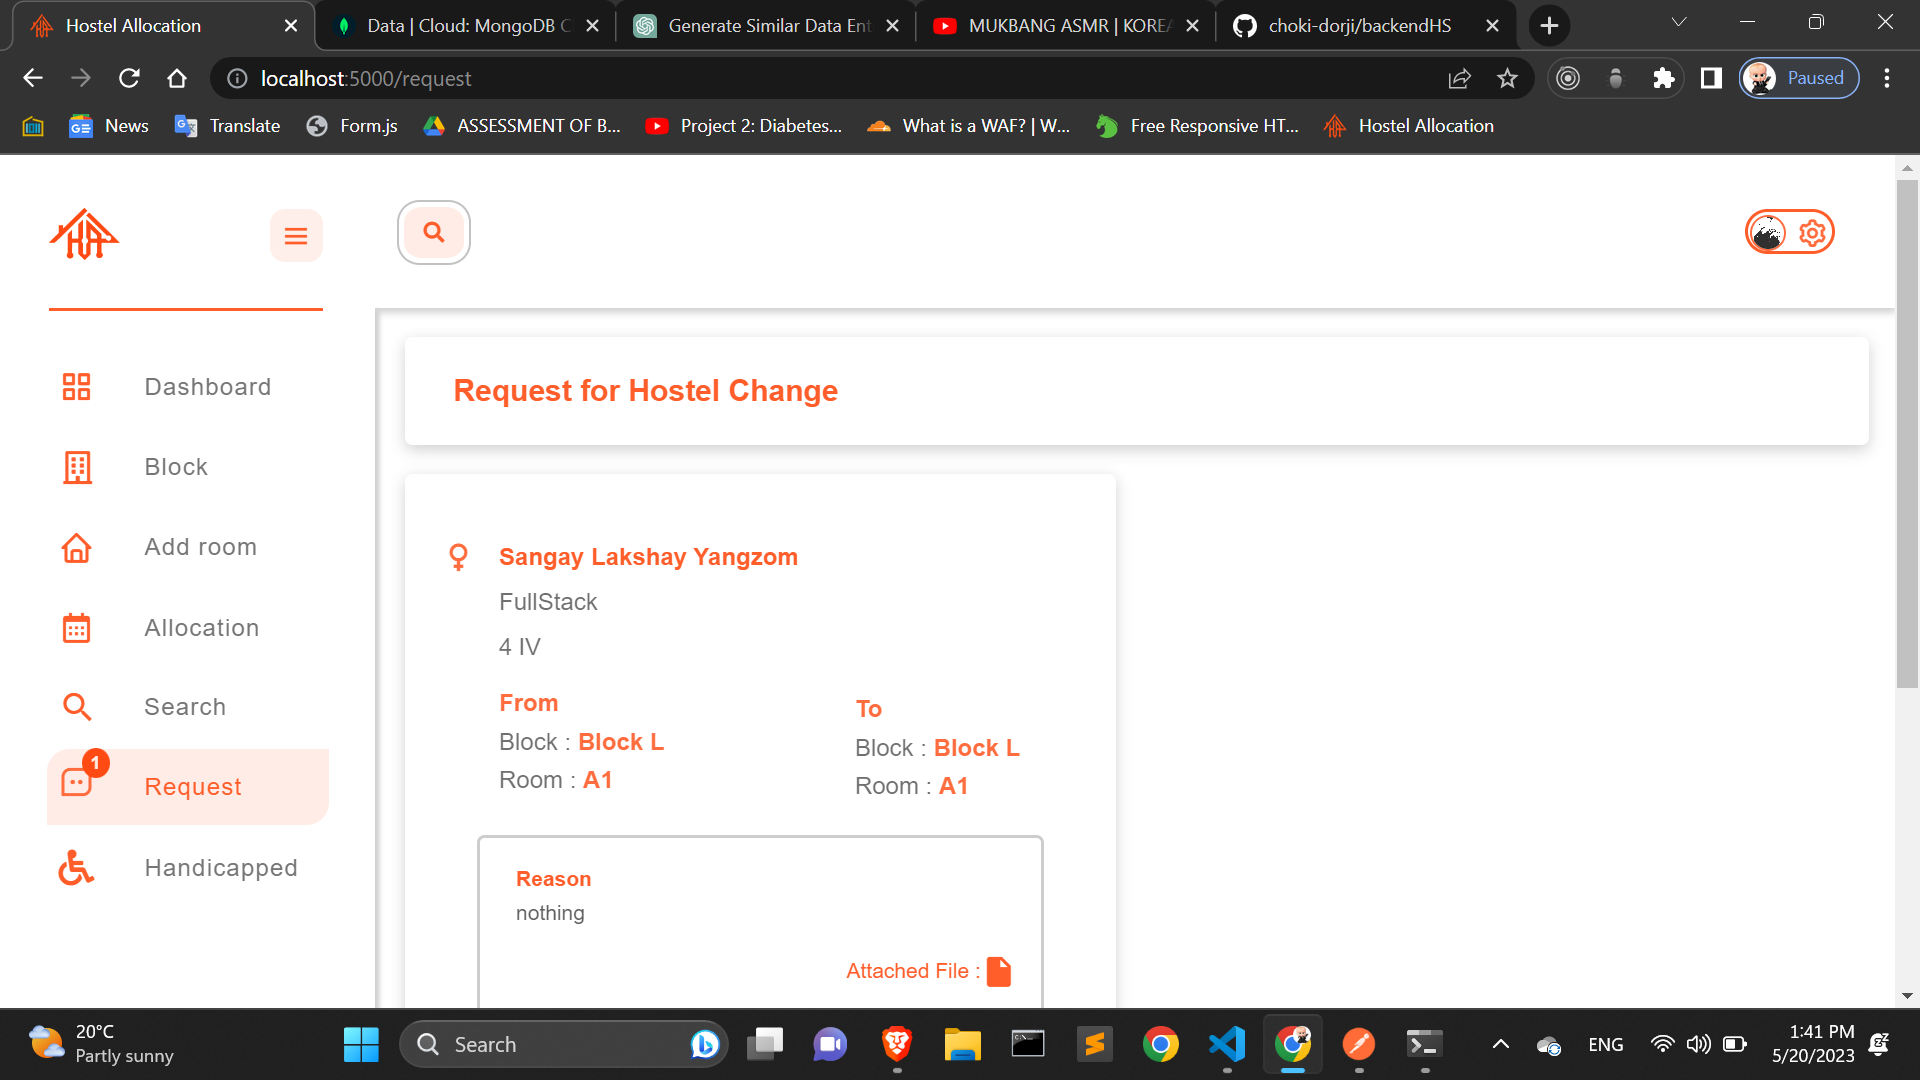 Hostel Allocation
Data | Cloud: MongoDB C
Generate Similar Data Ent
MUKBANG ASMR | KOREA
choki-dorji/backendHS
localhost:5000/request
Paused
News
Translate
Form.js
ASSESSMENT OF B...
Project 2: Diabetes...
What is a WAF? | W...
Free Responsive HT...
Hostel Allocation
HA
Request for Hostel Change
Dashboard
Block
Add room
Allocation
Search
1
Request
Handicapped
Sangay Lakshay Yangzom
FullStack
4 IV
From
Block : Block L
Room : A1
To
Block : Block L
Room : A1
Reason
nothing
Attached File :
20°C
Partly sunny
Search
ENG
1:41 PM
5/20/2023